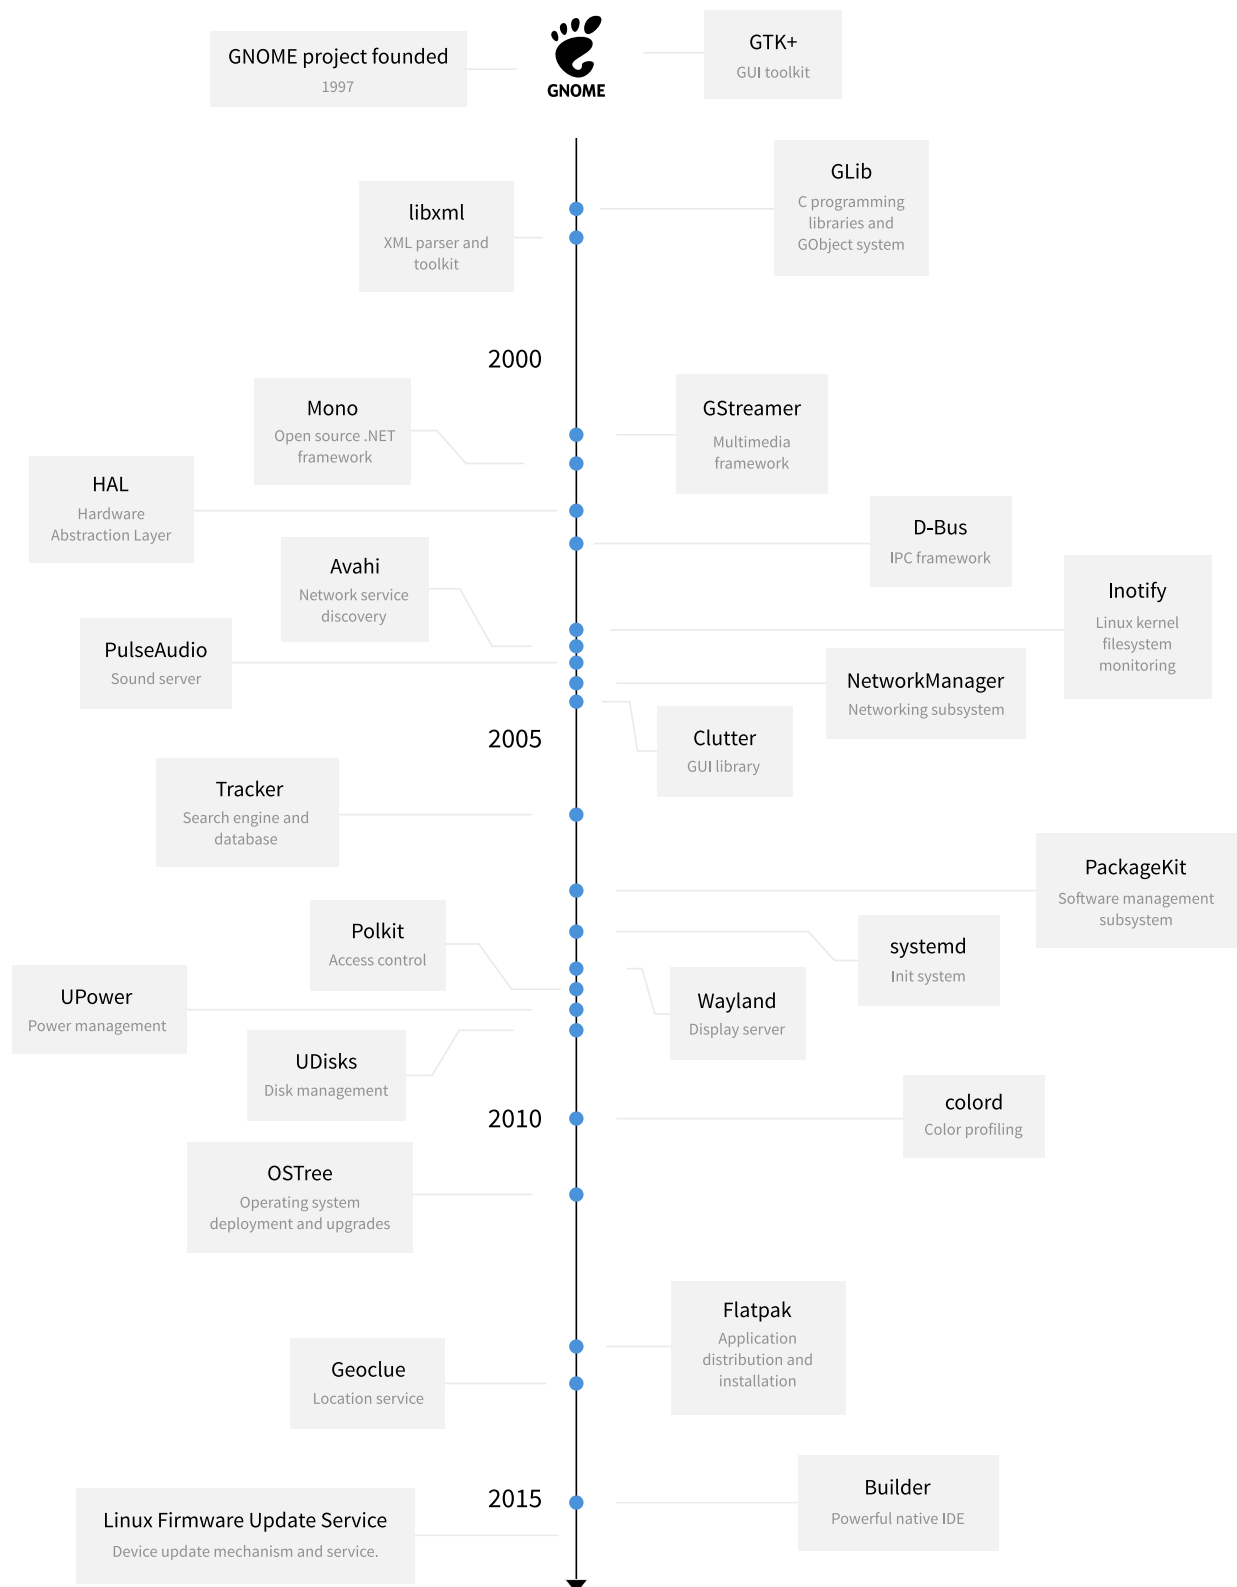 GNOME project founded
1997
GNOME
GTK+
GUI toolkit
GLib
C programming
libraries and
GObject system
libxml
XML parser and
toolkit
2000
Mono
Open source .NET
framework
GStreamer
Multimedia
framework
HAL
Hardware
Abstraction Layer
D-Bus
IPC framework
Avahi
Network service
discovery
Inotify
Linux kernel
filesystem
monitoring
PulseAudio
Sound server
NetworkManager
Networking subsystem
2005
Clutter
GUI library
Tracker
Search engine and
database
PackageKit
Software management
subsystem
Polkit
Access control
systemd
Init system
UPower
Power management
Wayland
Display server
UDisks
Disk management
2010
colord
Color profiling
OSTree
Operating system
deployment and upgrades
Flatpak
Application
distribution and
installation
Geoclue
Location service
2015
Builder
Powerful native IDE
Linux Firmware Update Service
Device update mechanism and service.